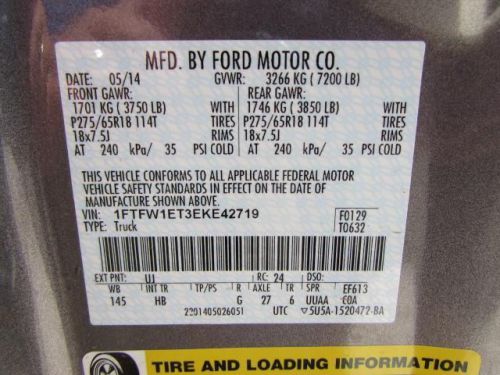 MFD. BY FORD MOTOR CO.
DATE: 05/14 GVWR: 3266 KG ( 7200 LB)
FRONT GAWR: REAR GAWR:
1701 KG ( 3750 LB) WITH 1746 KG ( 3850 LB) WITH
P275/65R18 114T TIRES P275/65R18 114T TIRES
18x7.5J RIMS 18x7.5J RIMS
AT 240 kPa/ 35 PSI COLD AT 240 kPa/ 35 PSI COLD
THIS VEHICLE CONFORMS TO ALL APPLICABLE FEDERAL MOTOR
VEHICLE SAFETY STANDARDS IN EFFECT ON THE DATE OF
MANUFACTURE SHOWN ABOVE.
VIN: 1FTFW1ET3EKE42719 F0129
TYPE: Truck T0632
EXT PNT: UJ RC: 24 DSO:
WB INT TR TP/PS R AXLE TR SPR EF613
145 HB G 27 6 UUAA E0A
2201405026051 UTC ▽5U5A-1520472-BA
TIRE AND LOADING INFORMATION